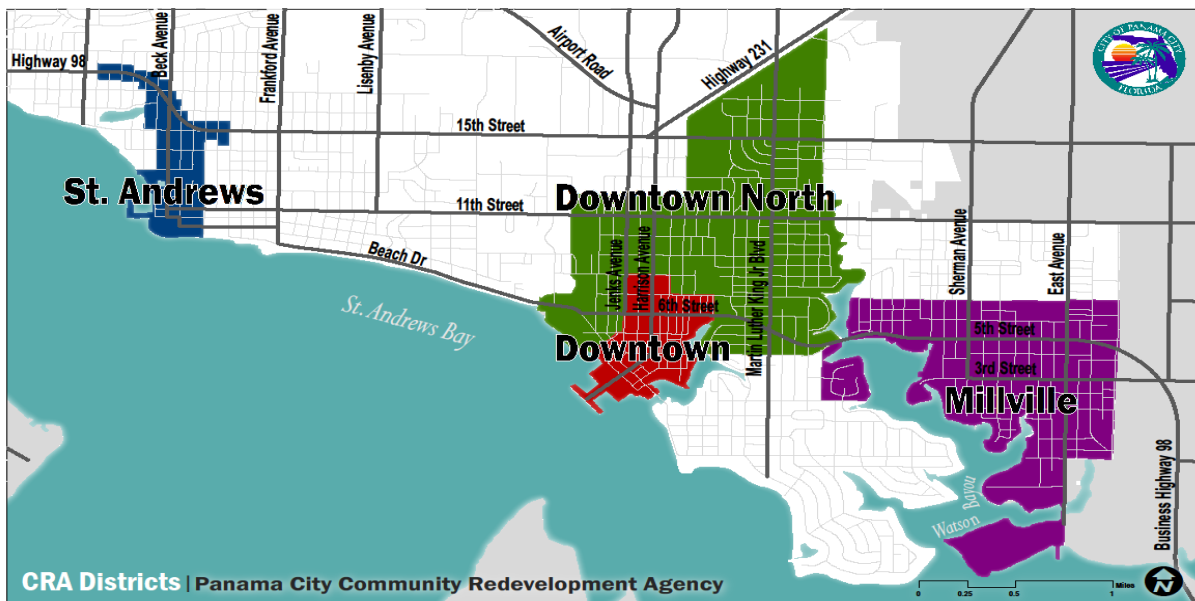 Highway 98
Beck Avenue
Frankford Avenue
Lisenby Avenue
Airport Road
Highway 231
CITY OF PANAMA CITY
FLORIDA
15th Street
St. Andrews
11th Street
Downtown North
Beach Dr
Jenks Avenue
Harrison Avenue
Martin Luther King Jr Blvd
Sherman Avenue
East Avenue
St. Andrews Bay
6th Street
Downtown
5th Street
3rd Street
Millville
Watson Bayou
Business Highway 98
CRA Districts | Panama City Community Redevelopment Agency
0 0.25 0.5 1 Miles
N